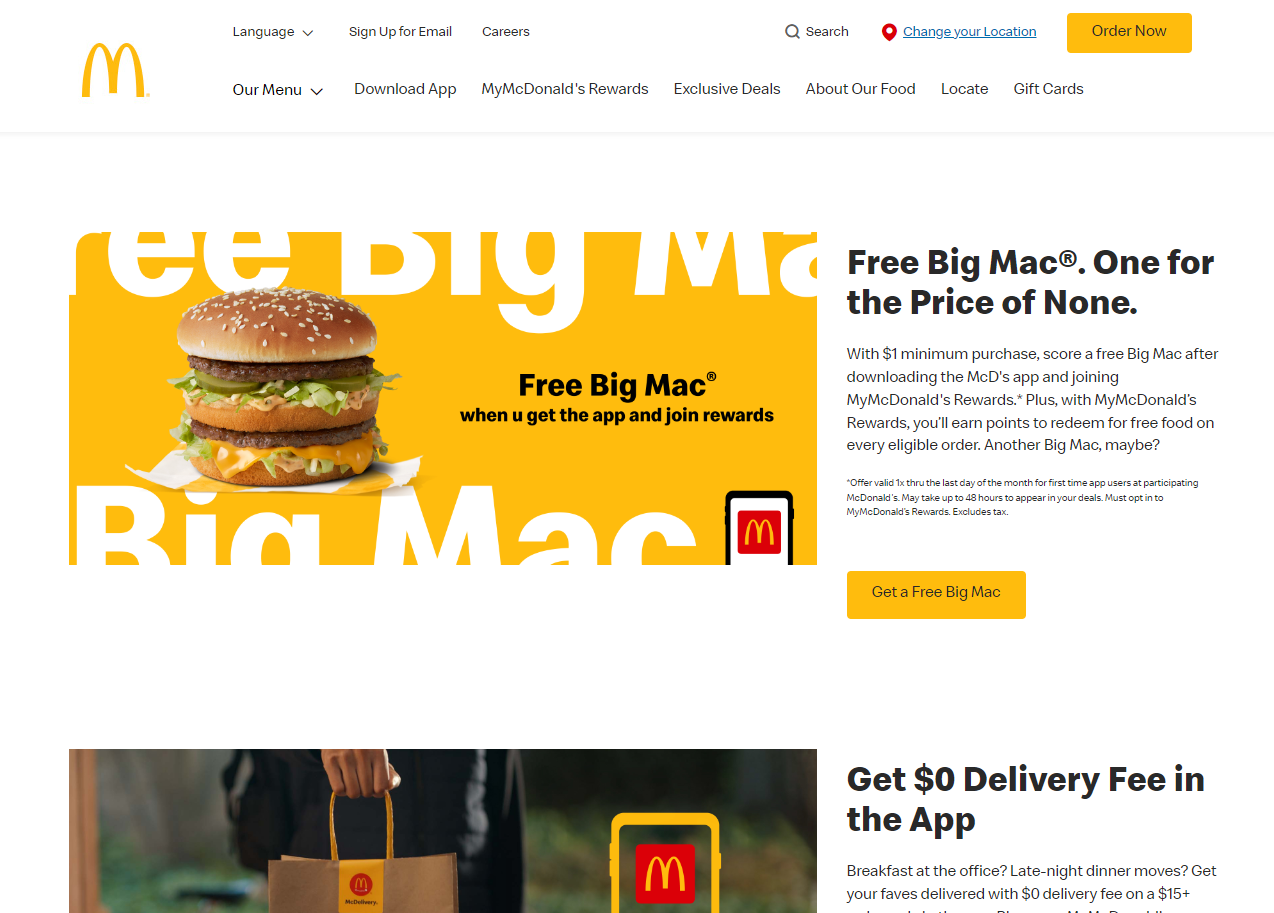 Language
Sign Up for Email
Careers
Search
Change your Location
Order Now
Our Menu
Download App
MyMcDonald's Rewards
Exclusive Deals
About Our Food
Locate
Gift Cards
ee Big Ma
Free Big Mac®
when u get the app and join rewards
Big Mac
Free Big Mac®. One for
the Price of None.
With $1 minimum purchase, score a free Big Mac after
downloading the McD's app and joining
MyMcDonald's Rewards.* Plus, with MyMcDonald’s
Rewards, you’ll earn points to redeem for free food on
every eligible order. Another Big Mac, maybe?
*Offer valid 1x thru the last day of the month for first time app users at participating
McDonald's. May take up to 48 hours to appear in your deals. Must opt in to
MyMcDonald’s Rewards. Excludes tax.
Get a Free Big Mac
McDelivery.
Get $0 Delivery Fee in
the App
Breakfast at the office? Late-night dinner moves? Get
your faves delivered with $0 delivery fee on a $15+